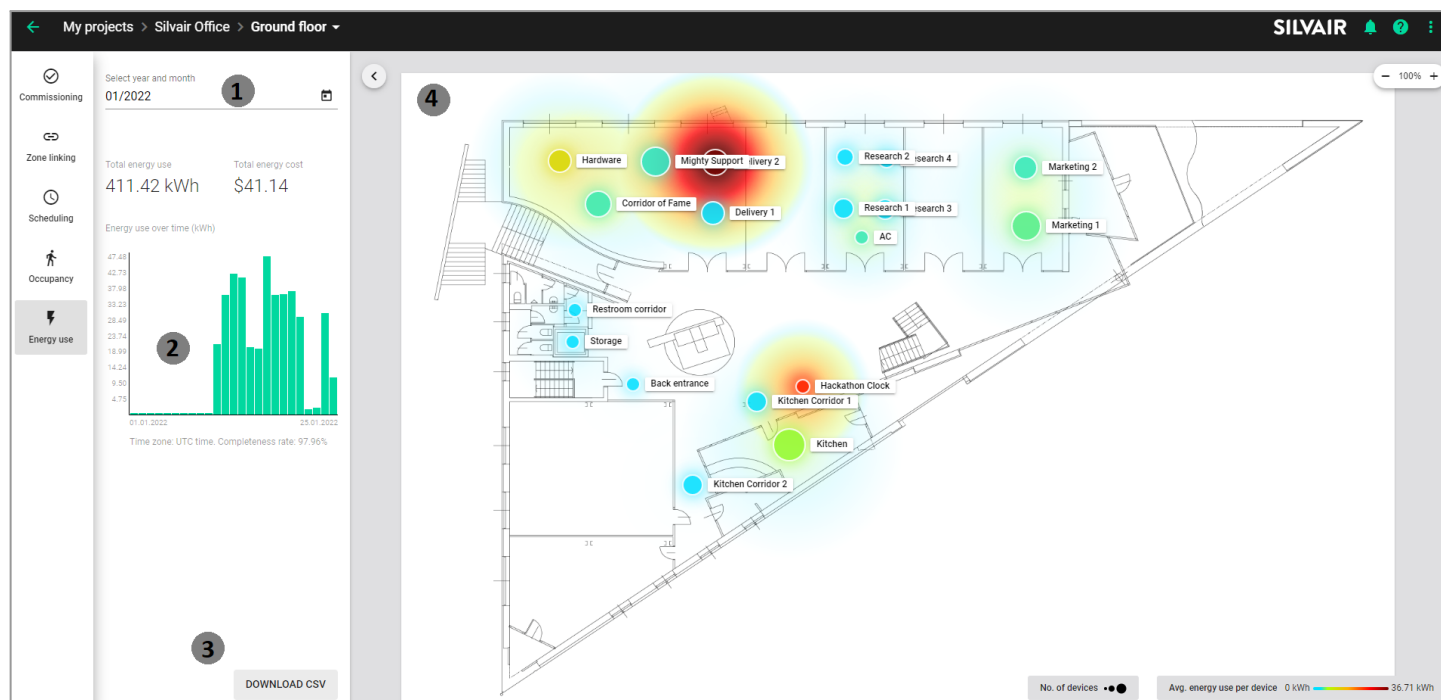 My projects > Silvair Office > Ground floor
SILVAIR
Commissioning
Zone linking
Scheduling
Occupancy
Energy use
Select year and month
01/2022
1
Total energy use
411.42 kWh
Total energy cost
$41.14
Energy use over time (kWh)
47.48
42.73
37.98
33.23
28.49
23.74
18.99
14.24
9.50
4.75
2
01.01.2022
25.01.2022
Time zone: UTC time. Completeness rate: 97.96%
3
DOWNLOAD CSV
4
− 100% +
Hardware
Mighty Support
elivery 2
Corridor of Fame
Delivery 1
Research 2
esearch 4
Research 1
esearch 3
AC
Marketing 2
Marketing 1
Restroom corridor
Storage
Back entrance
Hackathon Clock
Kitchen Corridor 1
Kitchen
Kitchen Corridor 2
No. of devices
Avg. energy use per device 0 kWh 36.71 kWh